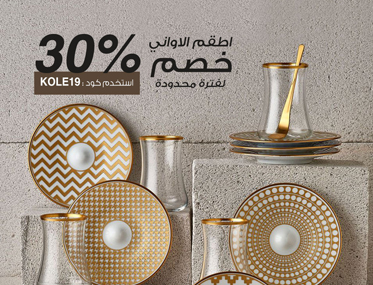 اطقم الاواني
خصم 30%
لفترة محدودة
استخدم كود : KOLE19